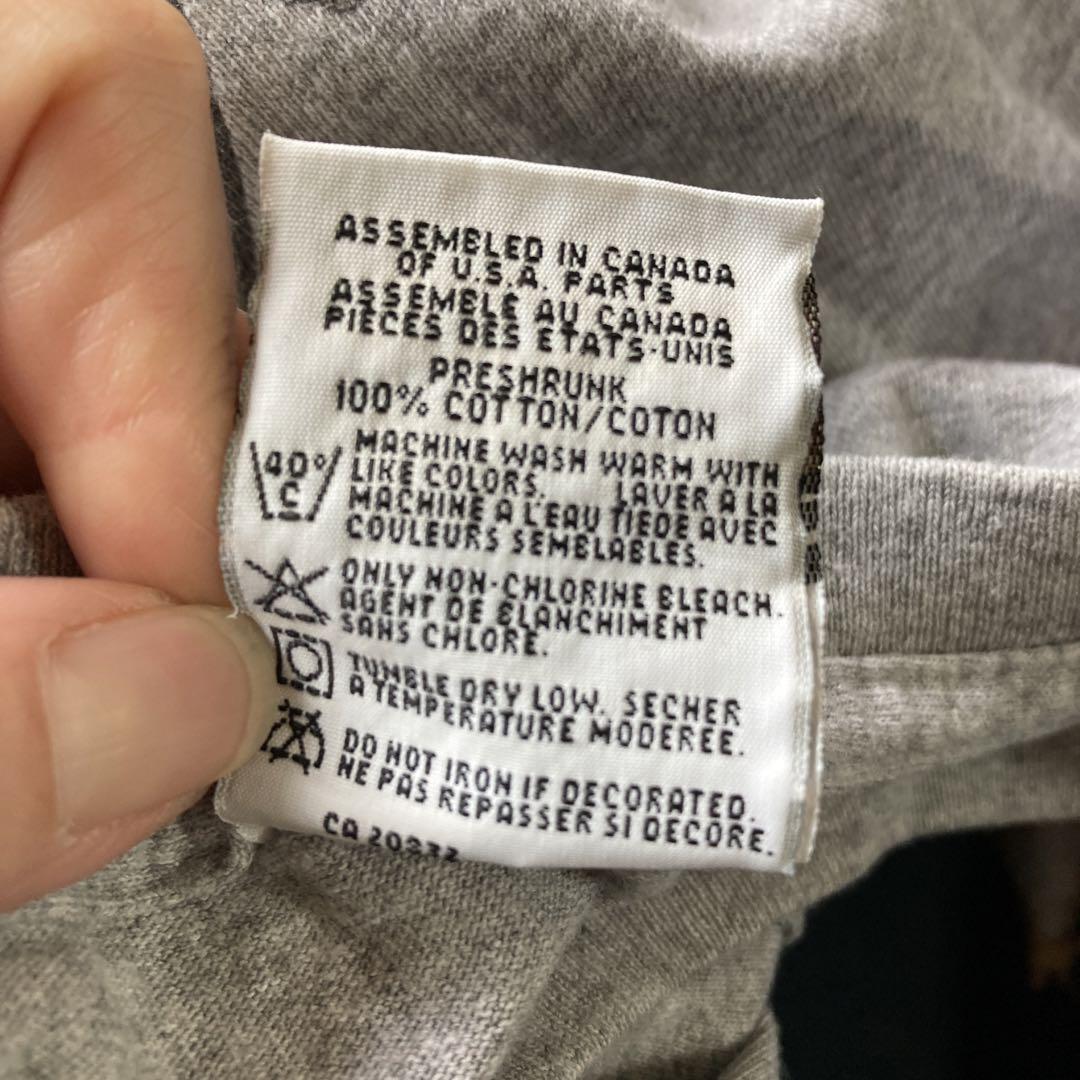 ASSEMBLED IN CANADA
OF U.S.A. PARTS
ASSEMBLÉ AU CANADA
PIECES DES ETATS-UNIS
PRESHRUNK
100% COTTON/COTON
40°
C
MACHINE WASH WARM WITH
LIKE COLORS. LAVER A LA
MACHINE A L'EAU TIEDE AVEC
COULEURS SEMBLABLES.
ONLY NON-CHLORINE BLEACH.
AGENT DE BLANCHIMENT
SANS CHLORE.
TUMBLE DRY LOW. SECHER
A TEMPERATURE MODEREE.
DO NOT IRON IF DECORATED.
NE PAS REPASSER SI DECORE.
CA